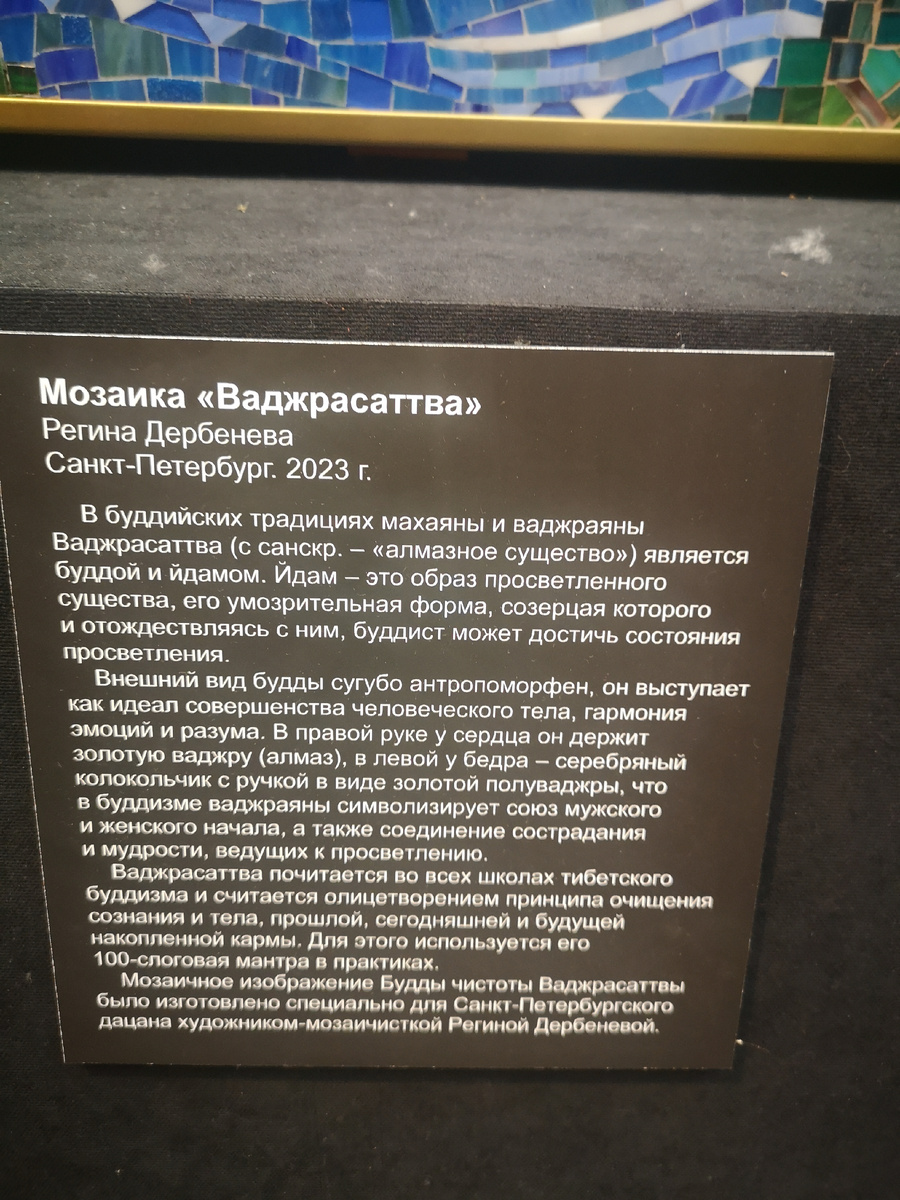 Мозаика «Ваджрасаттва»
Регина Дербенева
Санкт-Петербург. 2023 г.
В буддийских традициях махаяны и ваджраяны
Ваджрасаттва (с санскр. – «алмазное существо») является
буддой и йдамом. Йдам – это образ просветленного
существа, его умозрительная форма, созерцая которого
и отождествляясь с ним, буддист может достичь состояния
просветления.
Внешний вид будды сугубо антропоморфен, он выступает
как идеал совершенства человеческого тела, гармония
эмоций и разума. В правой руке у сердца он держит
золотую ваджру (алмаз), в левой у бедра – серебряный
колокольчик с ручкой в виде золотой полуваджры, что
в буддизме ваджраяны символизирует союз мужского
и женского начала, а также соединение сострадания
и мудрости, ведущих к просветлению.
Ваджрасаттва почитается во всех школах тибетского
буддизма и считается олицетворением принципа очищения
сознания и тела, прошлой, сегодняшней и будущей
накопленной кармы. Для этого используется его
100-слоговая мантра в практиках.
Мозаичное изображение Будды чистоты Ваджрасаттвы
было изготовлено специально для Санкт-Петербургского
дацана художником-мозаичисткой Региной Дербеневой.